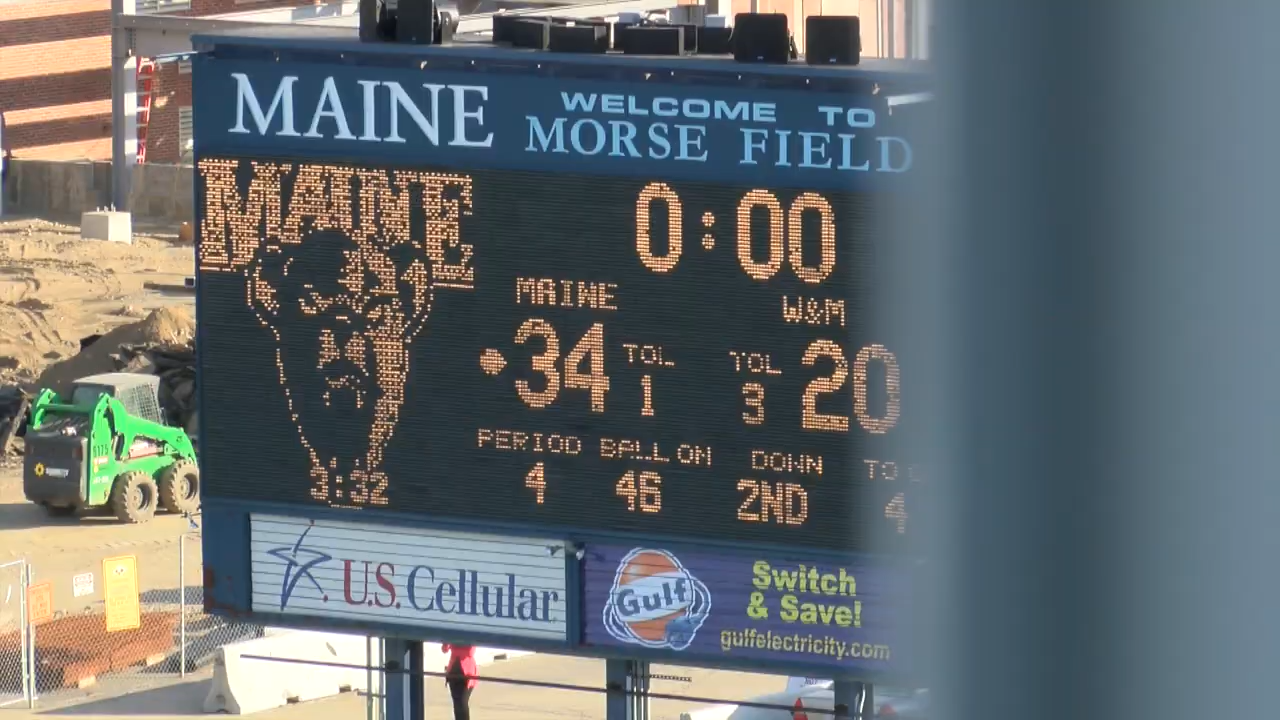 MAINE
WELCOME TO
MORSE FIELD
MAINE
0:00
MAINE
W&M
34
TOL
1
TOL
3
20
PERIOD
BALL ON
DOWN
4
46
2ND
4
3:32
U.S. Cellular
Gulf
Switch
& Save!
gulfelectricity.com